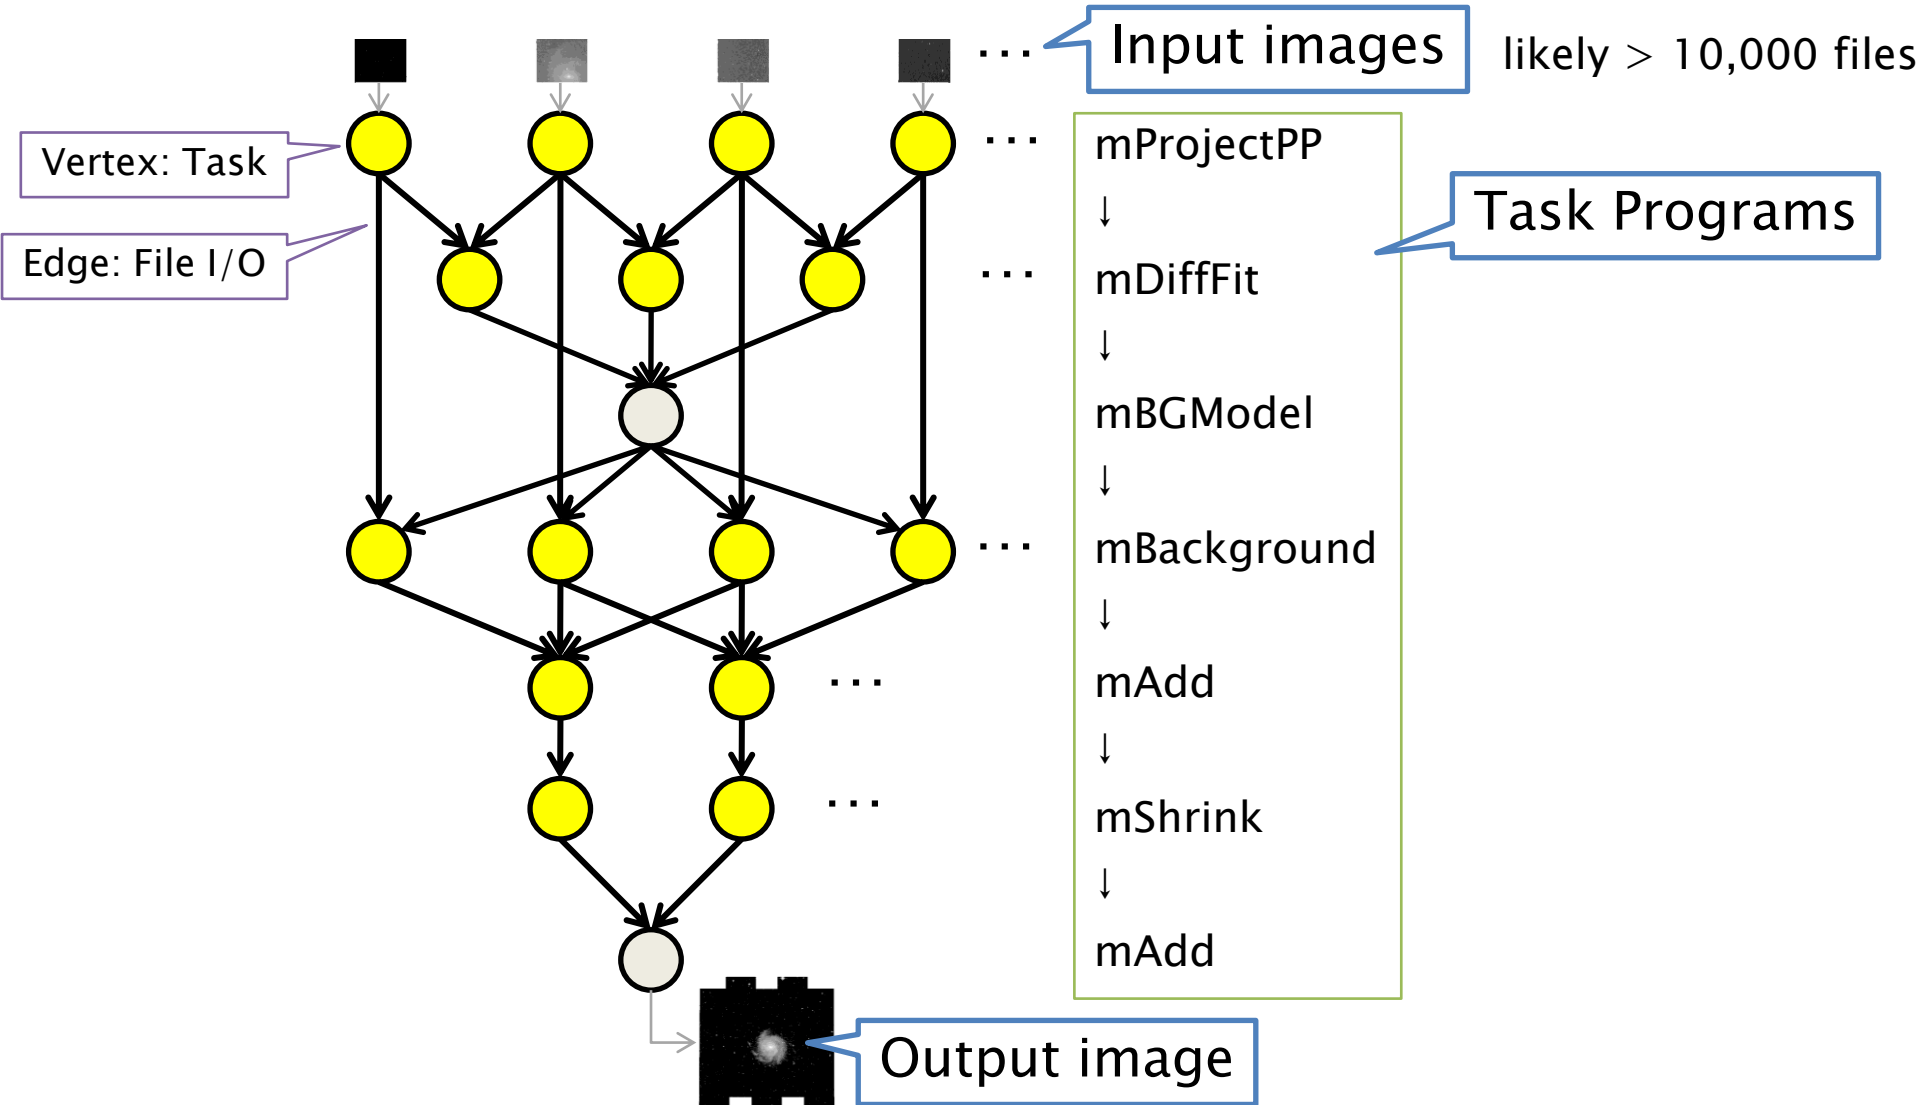 Input images
likely > 10,000 files
...
Vertex: Task
...
mProjectPP
Task Programs
↓
Edge: File I/O
...
mDiffFit
↓
mBGModel
↓
...
mBackground
↓
...
mAdd
↓
...
mShrink
↓
mAdd
Output image